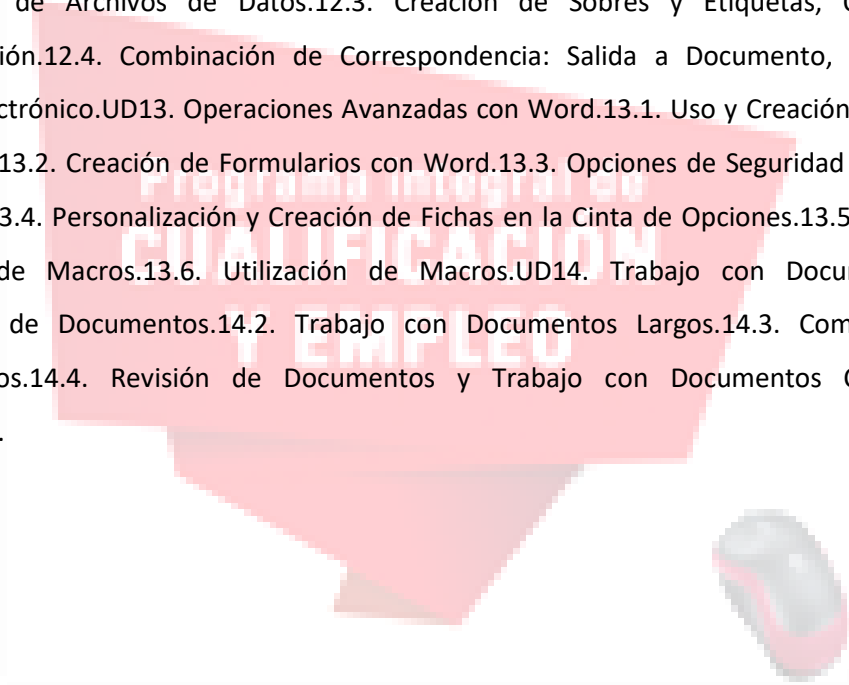 de Archivos de Datos.12.3. Creación de Sobres y Etiquetas,
ión.12.4. Combinación de Correspondencia: Salida a Documento,
ctrónico.UD13. Operaciones Avanzadas con Word.13.1. Uso y Creación
13.2. Creación de Formularios con Word.13.3. Opciones de Seguridad
3.4. Personalización y Creación de Fichas en la Cinta de Opciones.13.5
de Macros.13.6. Utilización de Macros.UD14. Trabajo con Docu
de Documentos.14.2. Trabajo con Documentos Largos.14.3. Com
os.14.4. Revisión de Documentos y Trabajo con Documentos
.
Programa Integral de
CUALIFICACIÓN
Y EMPLEO